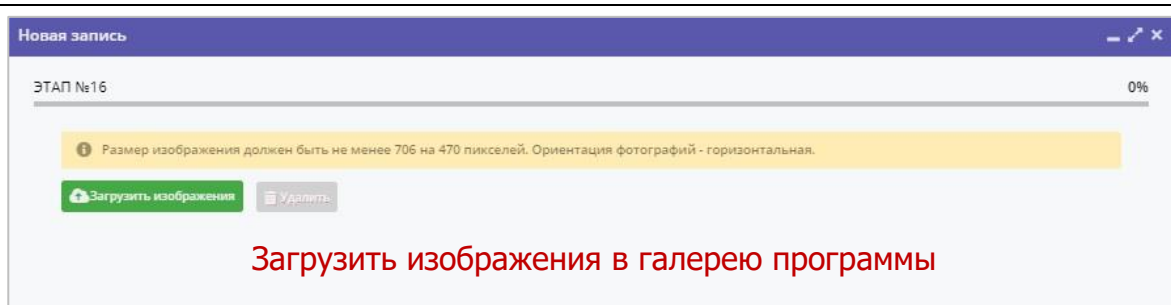 Новая запись
ЭТАП №16 0%
Размер изображения должен быть не менее 706 на 470 пикселей. Ориентация фотографий - горизонтальная.
Загрузить изображения Удалить
Загрузить изображения в галерею программы